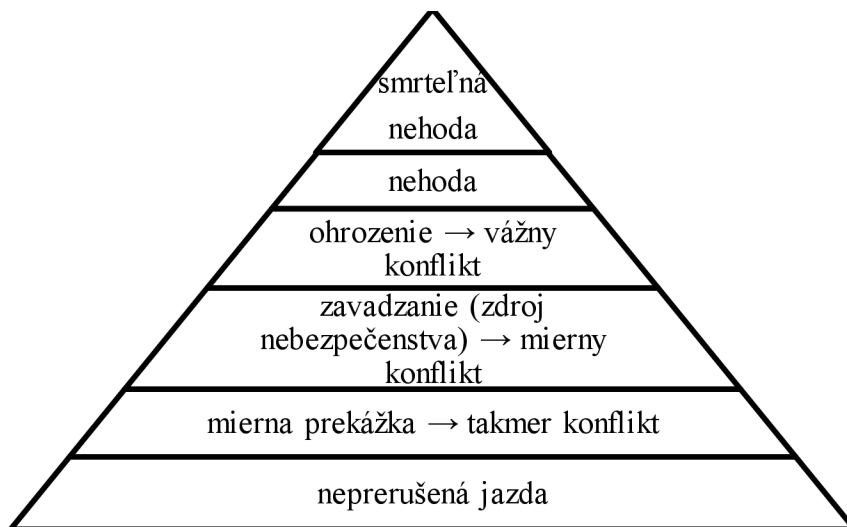 smrteľná
nehoda
nehoda
ohrozenie → vážny
konflikt
zavadzanie (zdroj
nebezpečenstva) → mierny
konflikt
mierna prekážka → takmer konflikt
neprerušená jazda